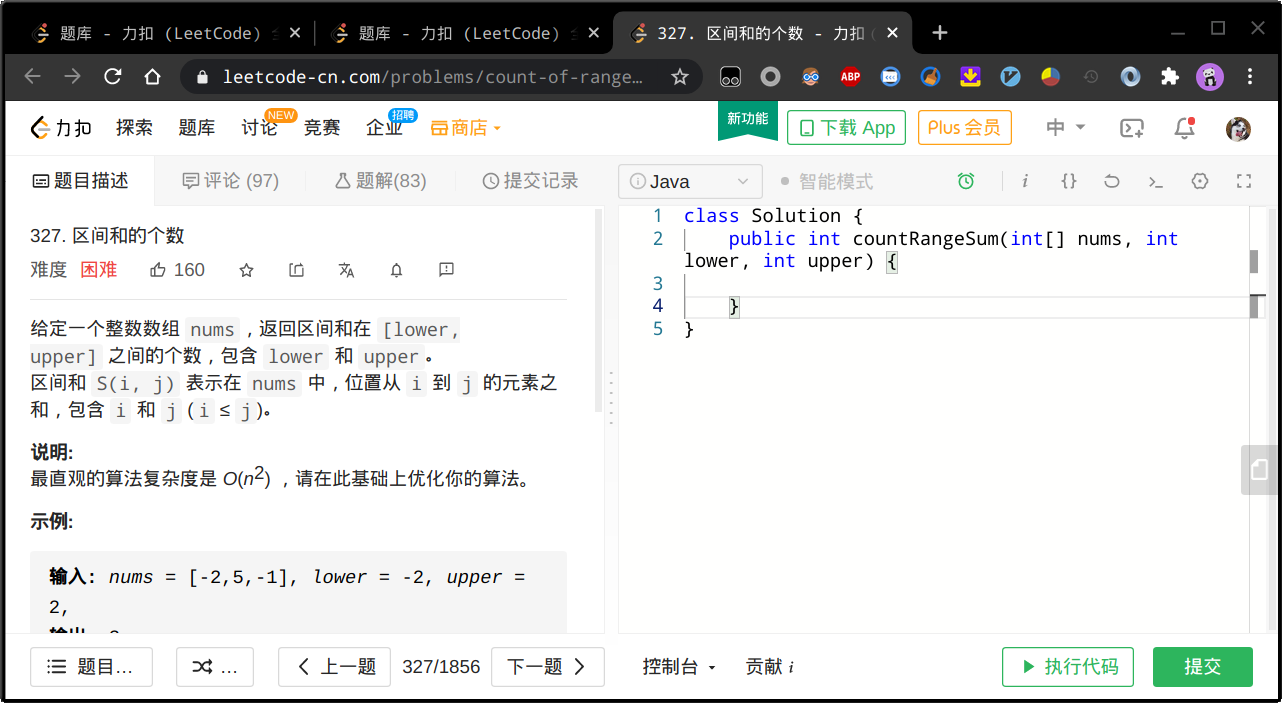 题库 - 力扣 (LeetCode)
题库 - 力扣 (LeetCode)
327. 区间和的个数 - 力扣
leetcode-cn.com/problems/count-of-range…
ABP
力扣 探索 题库 讨论 NEW 竞赛 企业 招聘 商店 新功能 下载 App Plus 会员 中
题目描述 评论 (97) 题解(83) 提交记录
Java 智能模式
327. 区间和的个数
难度 困难 160
给定一个整数数组 nums ，返回区间和在 [lower,
upper] 之间的个数，包含 lower 和 upper 。
区间和 S(i, j) 表示在 nums 中，位置从 i 到 j 的元素之
和，包含 i 和 j (i ≤ j)。
说明:
最直观的算法复杂度是 O(n2) ，请在此基础上优化你的算法。
示例:
输入: nums = [-2,5,-1], lower = -2, upper =
2,
1 class Solution {
2 public int countRangeSum(int[] nums, int
lower, int upper) {
3
4 }
5 }
题目… … 上一题 327/1856 下一题 控制台 贡献 i 执行代码 提交